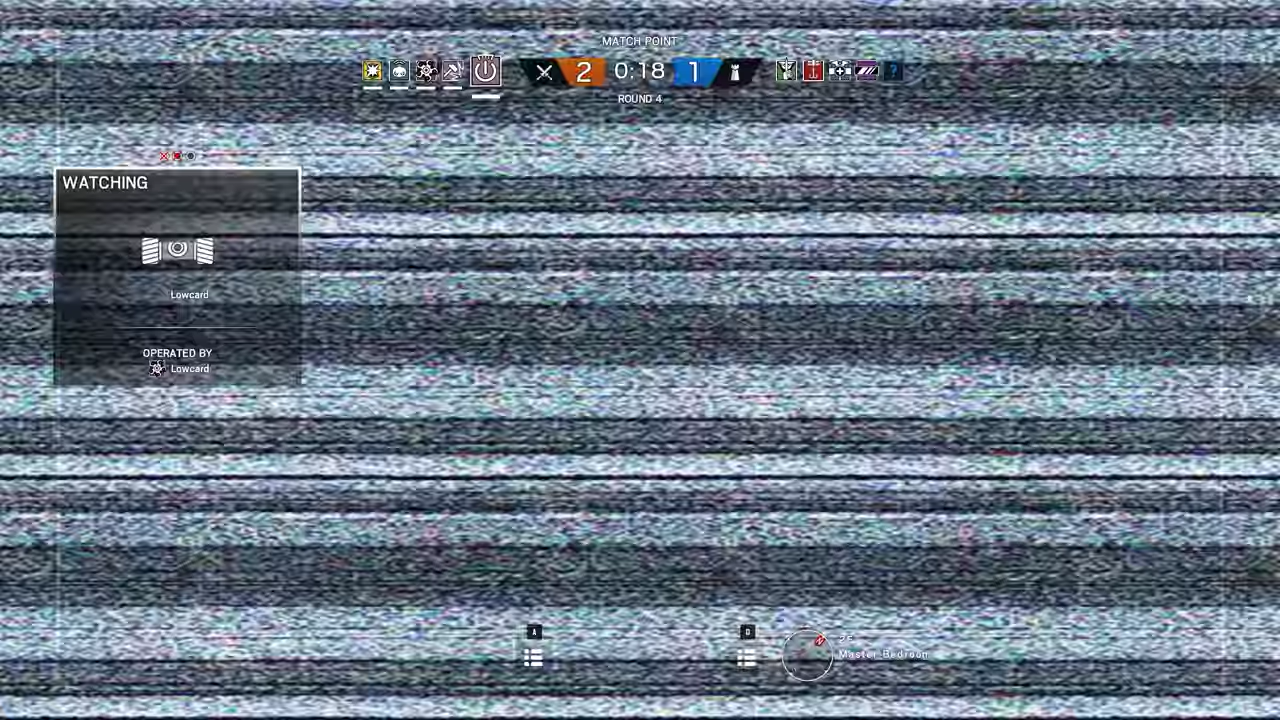 MATCH POINT
2 0:18 1
ROUND 4
WATCHING
Lowcard
OPERATED BY
Lowcard
A D
Master Bedroom
?